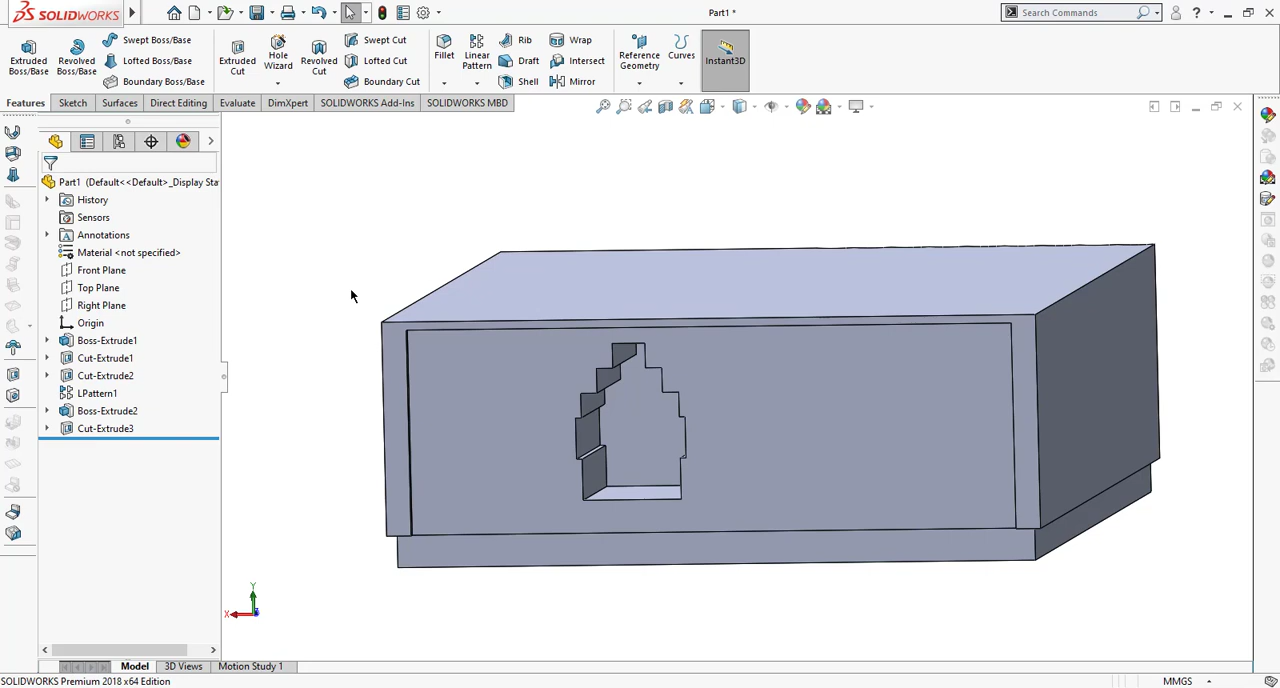 SOLIDWORKS
Part1 *
Search Commands
Extruded Boss/Base
Revolved Boss/Base
Swept Boss/Base
Lofted Boss/Base
Boundary Boss/Base
Extruded Cut
Hole Wizard
Revolved Cut
Swept Cut
Lofted Cut
Boundary Cut
Fillet
Linear Pattern
Rib
Draft
Shell
Wrap
Intersect
Mirror
Reference Geometry
Curves
Instant3D
Features
Sketch
Surfaces
Direct Editing
Evaluate
DimXpert
SOLIDWORKS Add-Ins
SOLIDWORKS MBD
Part1 (Default<<Default>_Display Sta
History
Sensors
Annotations
Material <not specified>
Front Plane
Top Plane
Right Plane
Origin
Boss-Extrude1
Cut-Extrude1
Cut-Extrude2
LPattern1
Boss-Extrude2
Cut-Extrude3
Y
X
Model
3D Views
Motion Study 1
SOLIDWORKS Premium 2018 x64 Edition
MMGS